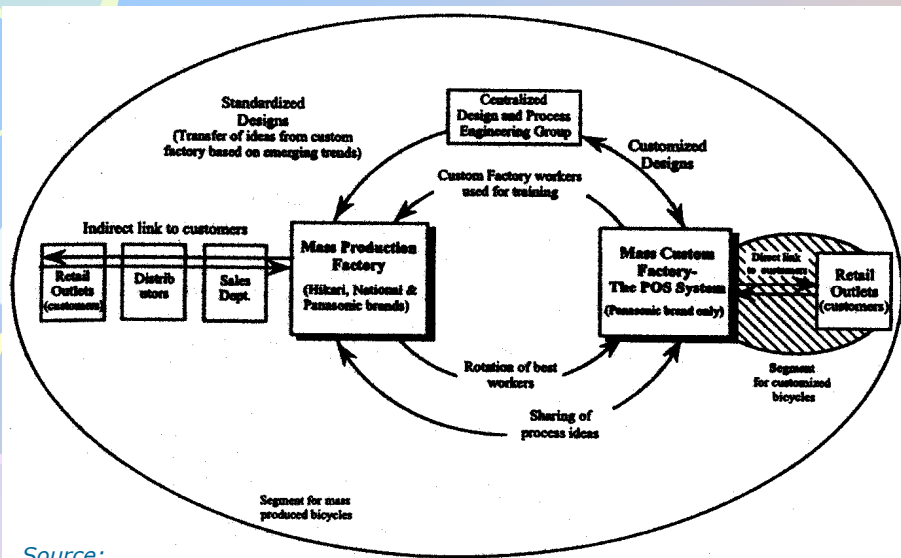 Standardized
Designs
(Transfer of ideas from custom
factory based on emerging trends)
Centralized
Design and Process
Engineering Group
Customized
Designs
Custom Factory workers
used for training
Indirect link to customers
Retail
Outlets
(customers)
Distrib
utors
Sales
Dept.
Mass Production
Factory
(Hikari, National &
Panasonic brands)
Mass Custom
Factory-
The POS System
(Panasonic brand only)
Direct link
to customers
Retail
Outlets
(customers)
Rotation of best
workers
Segment
for customized
bicycles
Sharing of
process ideas
Segment for mass
produced bicycles
Source: